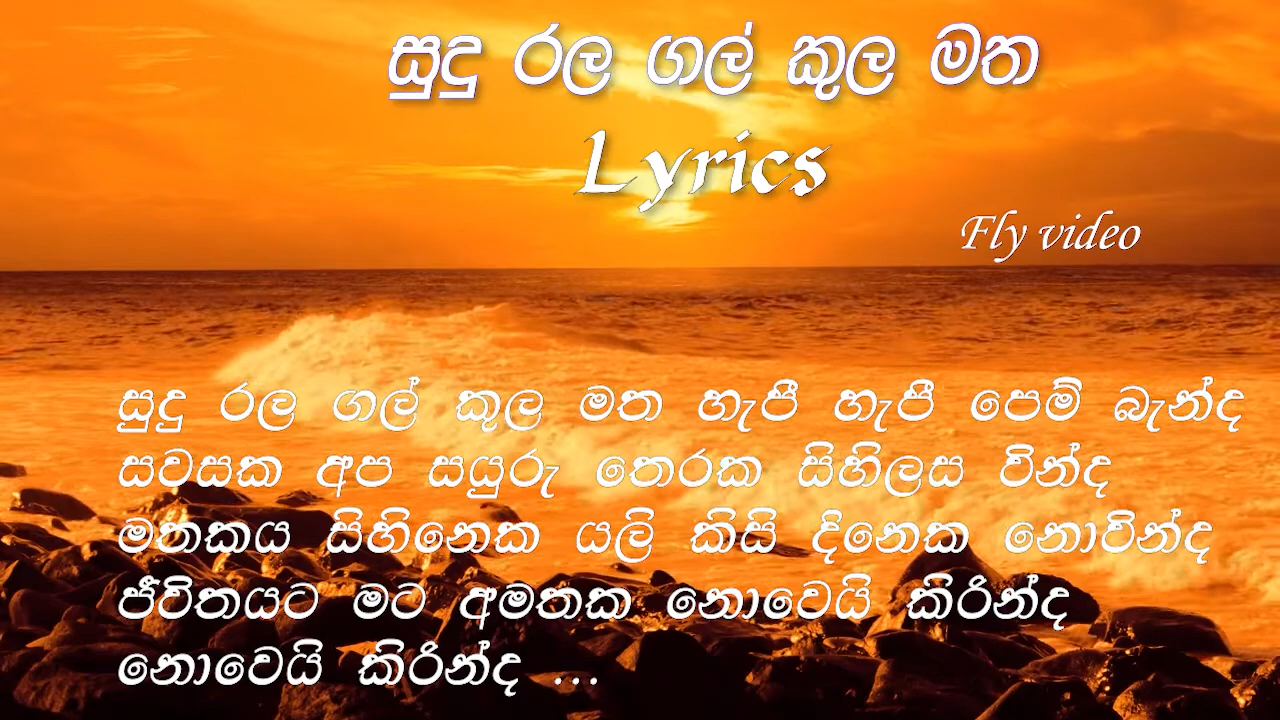 සුදු රල ගල් කුල මත
Lyrics
Fly video
සුදු රල ගල් කුල මත හැපී හැපී පෙම් බැන්ද
සවසක අප සයුරු තෙරක සිහිලස වින්ද
මතකය සිහිනෙක යලි කිසි දිනෙක නොවින්ද
ජීවිතයට මට අමතක නොවෙයි කිරින්ද
නොවෙයි කිරින්ද ...